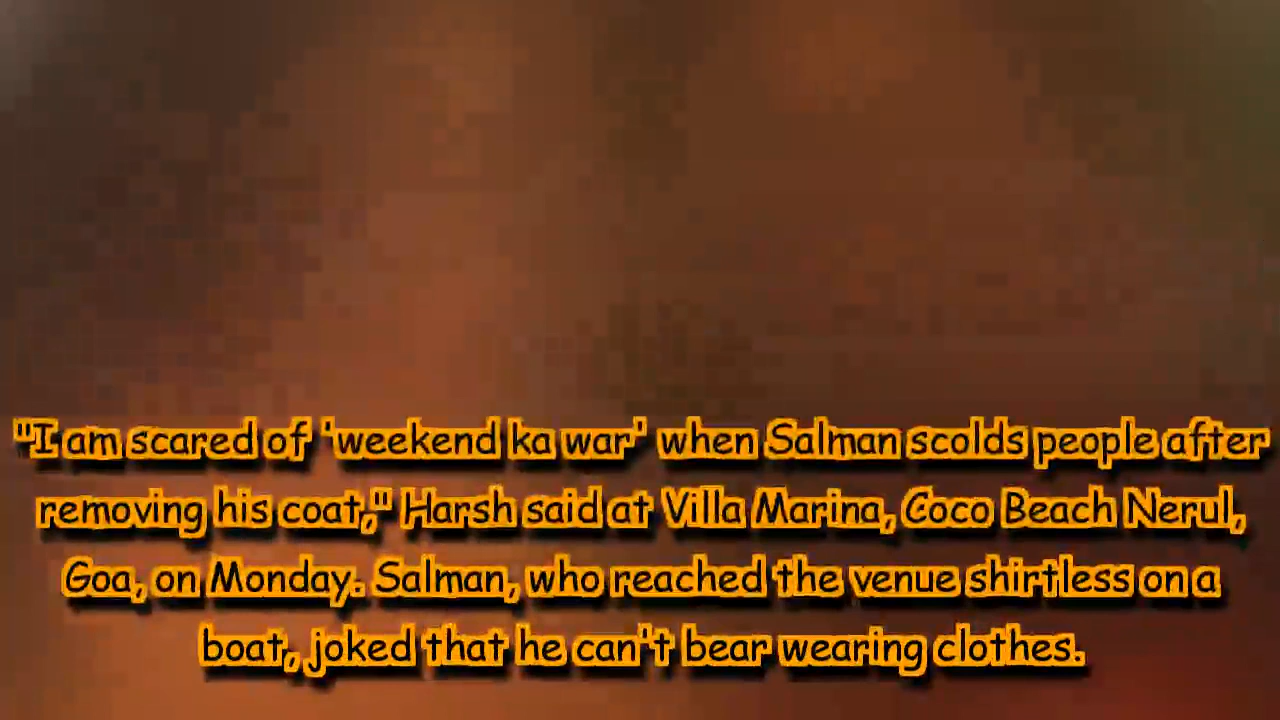 "I am scared of 'weekend ka war' when Salman scolds people after
removing his coat," Harsh said at Villa Marina, Coco Beach Nerul,
Goa, on Monday. Salman, who reached the venue shirtless on a
boat, joked that he can't bear wearing clothes.